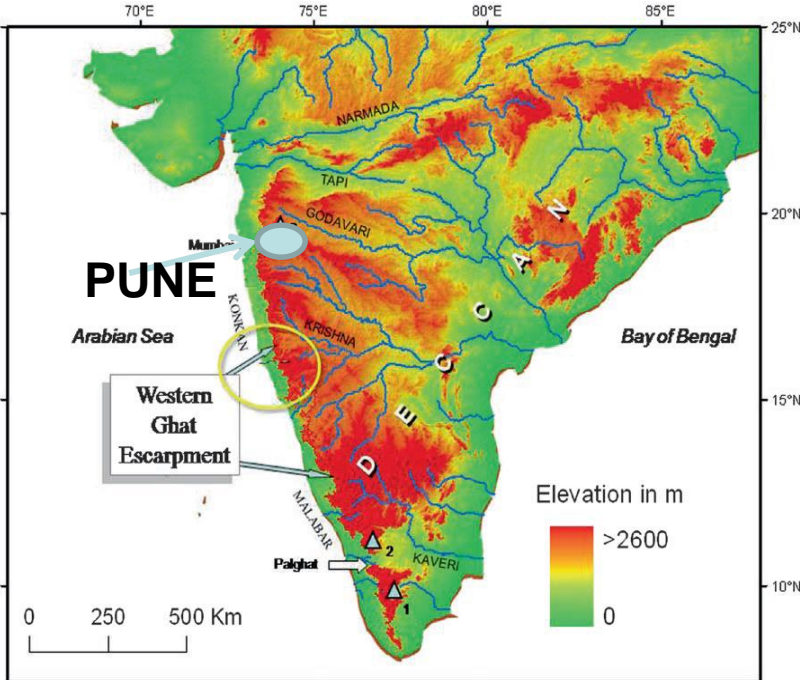 70°E
75°E
80°E
85°E
25°N
NARMADA
TAPI
N
20°N
GODAVARI
A
PUNE
KONKAN
C
Arabian Sea
KRISHNA
Bay of Bengal
C
Western
Ghat
Escarpment
15°N
E
D
Elevation in m
MALABAR
>2600
2
Palghat
KAVERI
10°N
1
0
0 250 500 Km